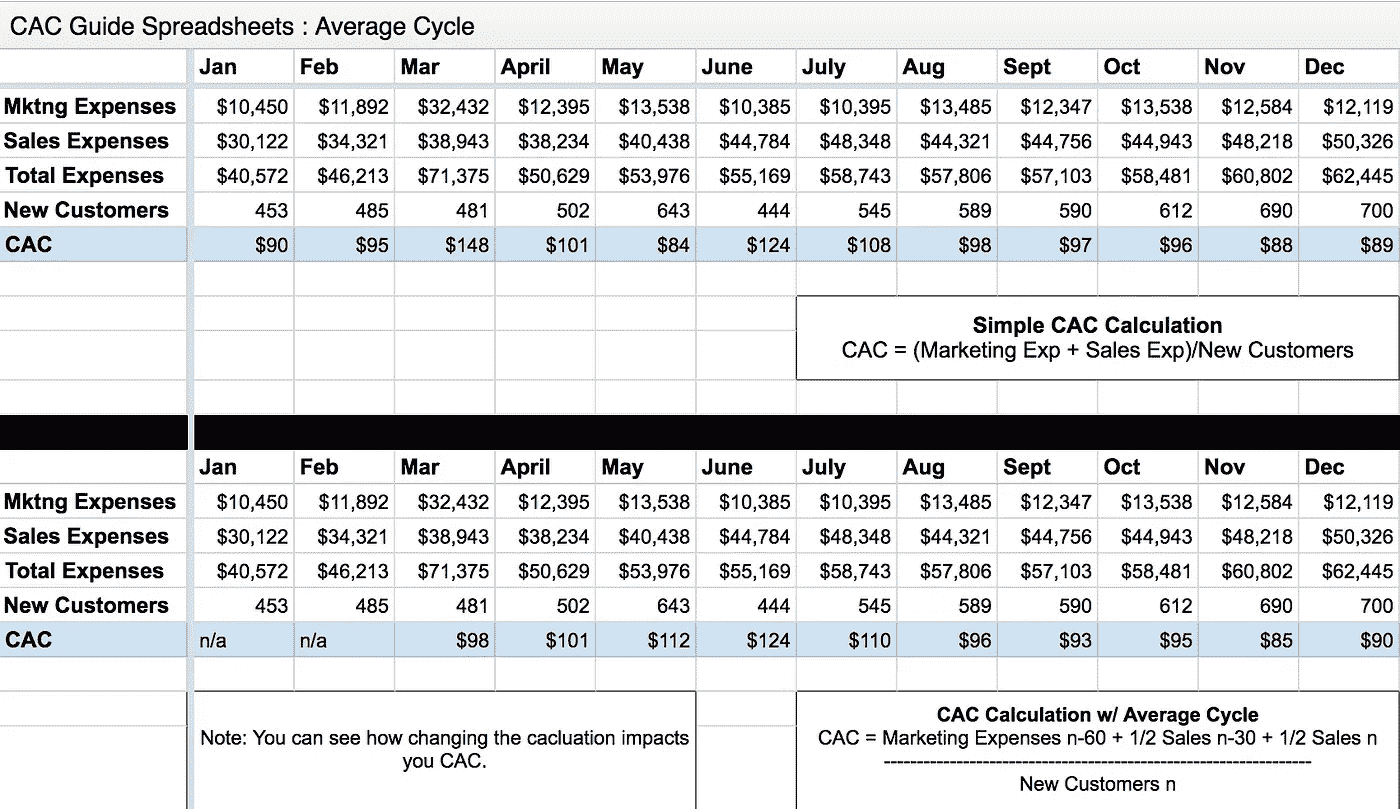 CAC Guide Spreadsheets : Average Cycle
Jan Feb Mar April May June July Aug Sept Oct Nov Dec
Mktng Expenses $10,450 $11,892 $32,432 $12,395 $13,538 $10,385 $10,395 $13,485 $12,347 $13,538 $12,584 $12,119
Sales Expenses $30,122 $34,321 $38,943 $38,234 $40,438 $44,784 $48,348 $44,321 $44,756 $44,943 $48,218 $50,326
Total Expenses $40,572 $46,213 $71,375 $50,629 $53,976 $55,169 $58,743 $57,806 $57,103 $58,481 $60,802 $62,445
New Customers 453 485 481 502 643 444 545 589 590 612 690 700
CAC $90 $95 $148 $101 $84 $124 $108 $98 $97 $96 $88 $89
Simple CAC Calculation
CAC = (Marketing Exp + Sales Exp)/New Customers
Jan Feb Mar April May June July Aug Sept Oct Nov Dec
Mktng Expenses $10,450 $11,892 $32,432 $12,395 $13,538 $10,385 $10,395 $13,485 $12,347 $13,538 $12,584 $12,119
Sales Expenses $30,122 $34,321 $38,943 $38,234 $40,438 $44,784 $48,348 $44,321 $44,756 $44,943 $48,218 $50,326
Total Expenses $40,572 $46,213 $71,375 $50,629 $53,976 $55,169 $58,743 $57,806 $57,103 $58,481 $60,802 $62,445
New Customers 453 485 481 502 643 444 545 589 590 612 690 700
CAC n/a n/a $98 $101 $112 $124 $110 $96 $93 $95 $85 $90
Note: You can see how changing the cacluation impacts
you CAC.
CAC Calculation w/ Average Cycle
CAC = Marketing Expenses n-60 + 1/2 Sales n-30 + 1/2 Sales n
------------------------------------------------------------------
New Customers n